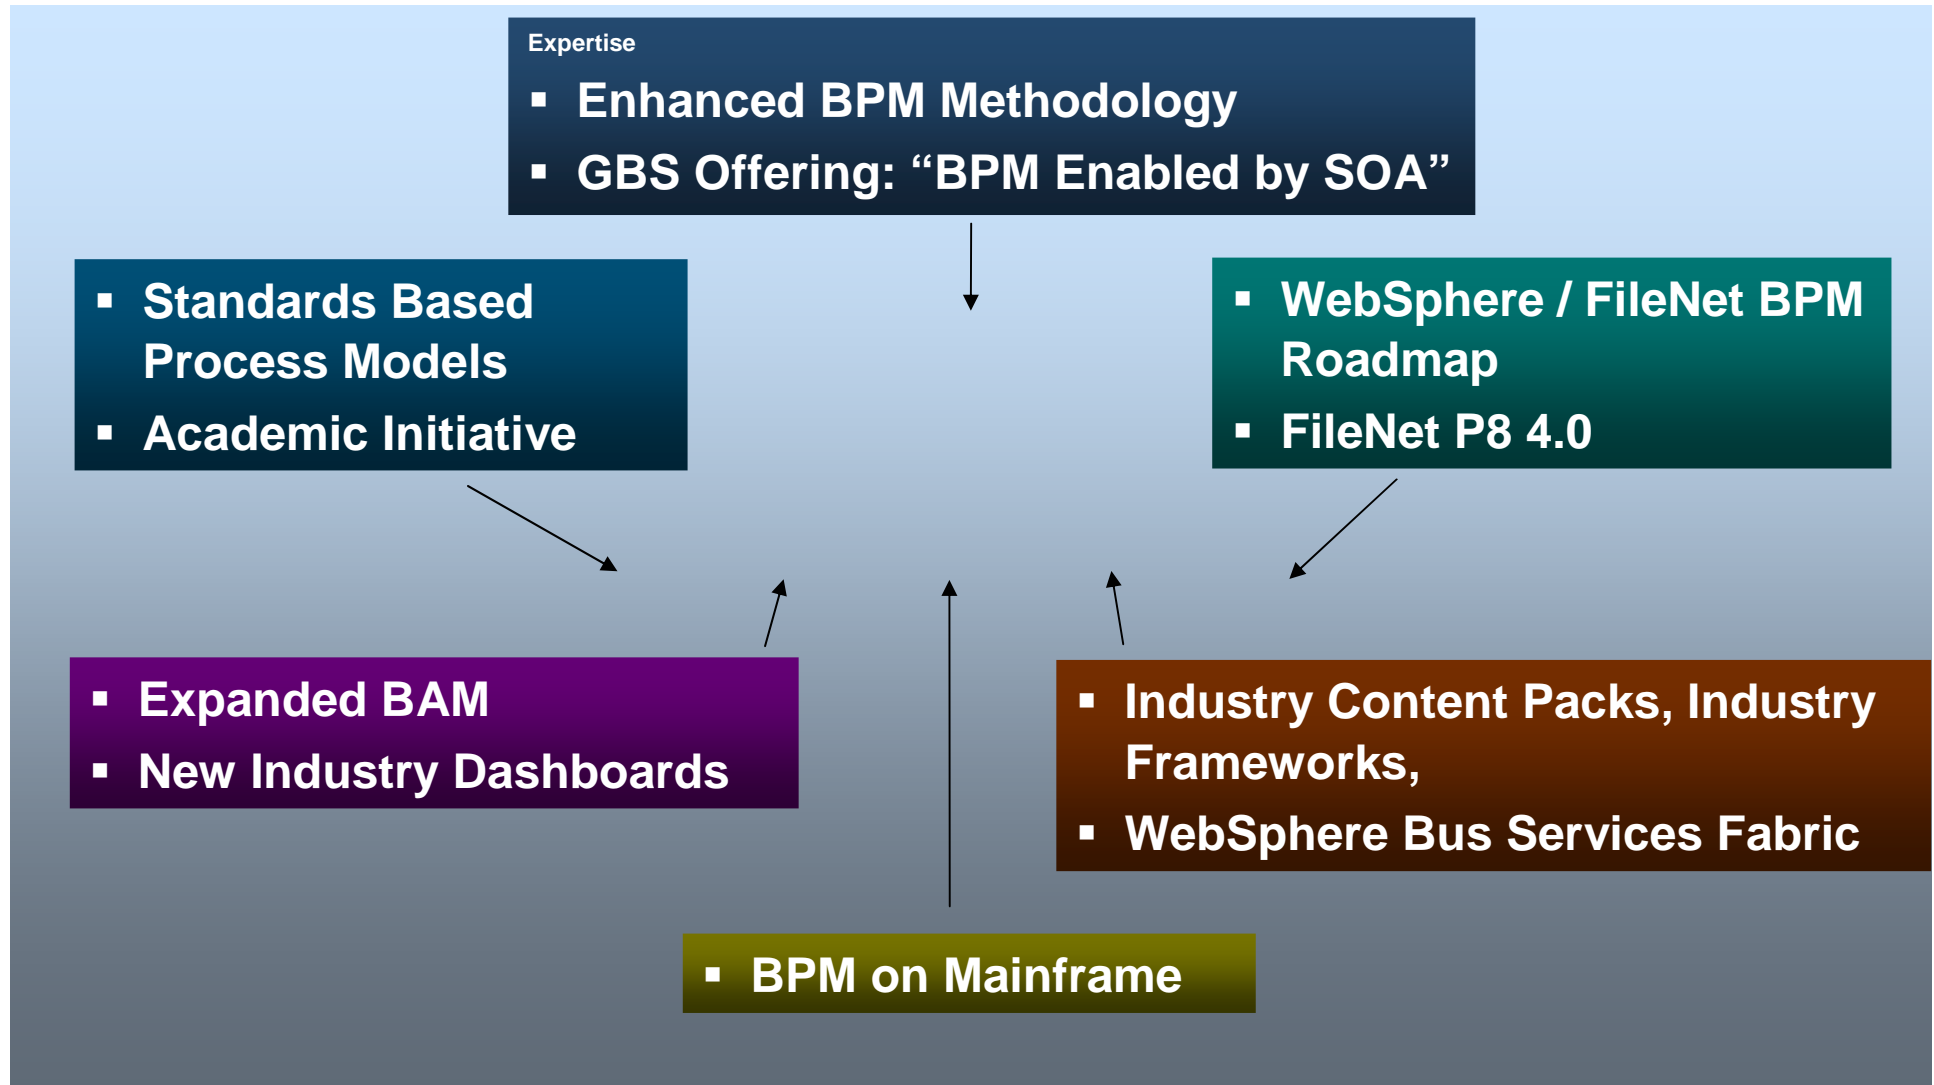 Expertise
▪ Enhanced BPM Methodology
▪ GBS Offering: “BPM Enabled by SOA”
▪ Standards Based
Process Models
▪ Academic Initiative
▪ WebSphere / FileNet BPM
Roadmap
▪ FileNet P8 4.0
▪ Expanded BAM
▪ New Industry Dashboards
▪ Industry Content Packs, Industry
Frameworks,
▪ WebSphere Bus Services Fabric
▪ BPM on Mainframe